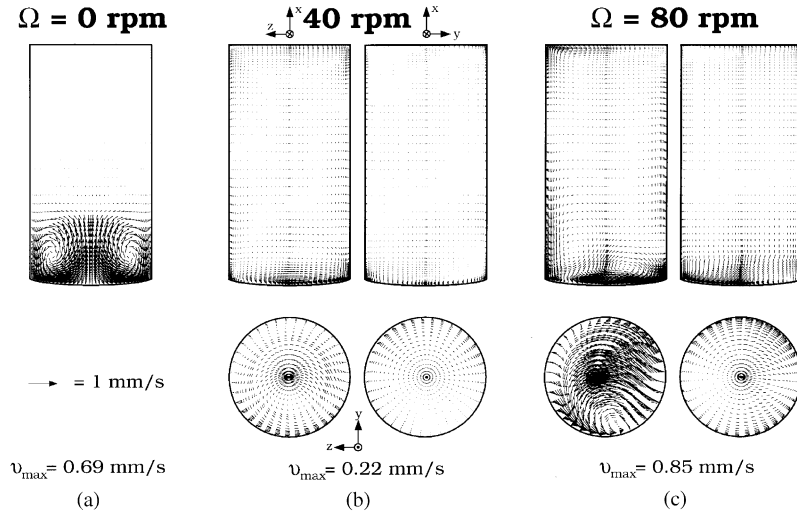 Ω = 0 rpm
40 rpm
Ω = 80 rpm
x
z
x
y
x
z
x
y
= 1 mm/s
y
z
υmax= 0.69 mm/s
υmax= 0.22 mm/s
υmax= 0.85 mm/s
(a)
(b)
(c)